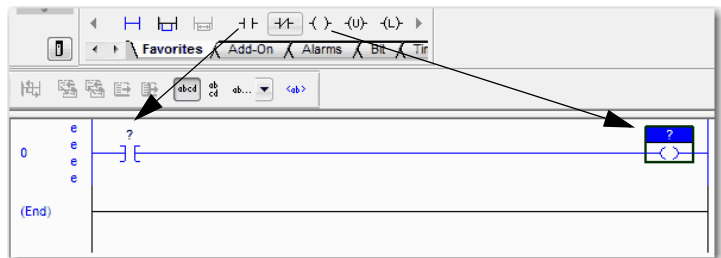 (U) (L)
Favorites Add-On Alarms Bit Tir
abcd ab cd ab... <ab>
e
? ?
0 e
e
e
(End)